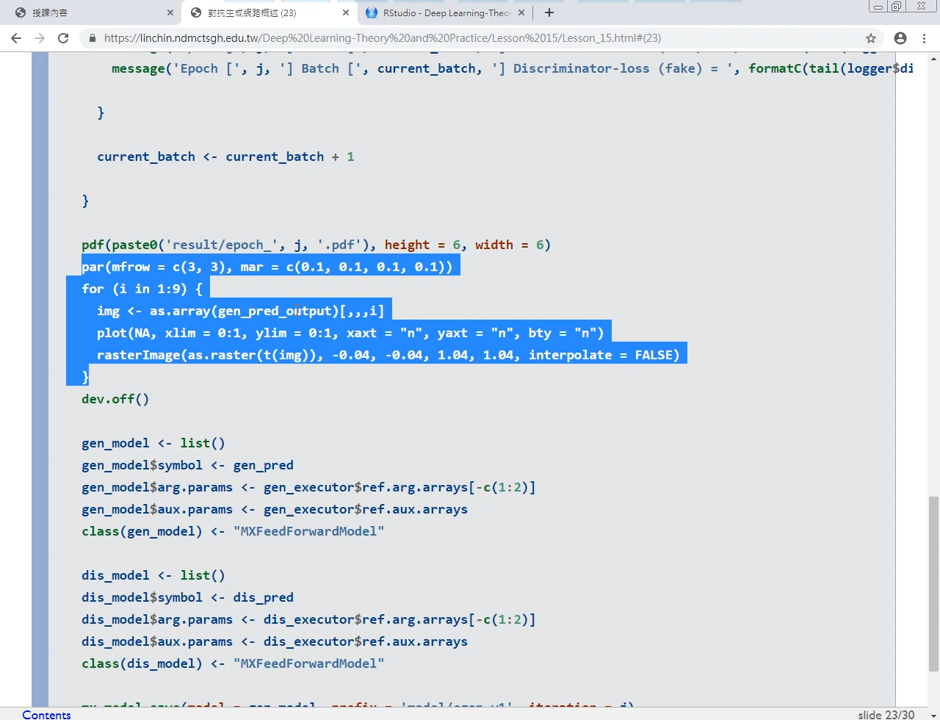 授課內容
對抗生成網路概述 (23)
RStudio - Deep Learning-Theo
https://linchin.ndmctsgh.edu.tw/Deep%20Learning-Theory%20and%20Practice/Lesson%2015/Lesson_15.html#(23)
message('Epoch [', j, '] Batch [', current_batch, '] Discriminator-loss (fake) = ', formatC(tail(logger$di
}
current_batch <- current_batch + 1
}
pdf(paste0('result/epoch_', j, '.pdf'), height = 6, width = 6)
par(mfrow = c(3, 3), mar = c(0.1, 0.1, 0.1, 0.1))
for (i in 1:9) {
img <- as.array(gen_pred_output)[,,,i]
plot(NA, xlim = 0:1, ylim = 0:1, xaxt = "n", yaxt = "n", bty = "n")
rasterImage(as.raster(t(img)), -0.04, -0.04, 1.04, 1.04, interpolate = FALSE)
}
dev.off()
gen_model <- list()
gen_model$symbol <- gen_pred
gen_model$arg.params <- gen_executor$ref.arg.arrays[-c(1:2)]
gen_model$aux.params <- gen_executor$ref.aux.arrays
class(gen_model) <- "MXFeedForwardModel"
dis_model <- list()
dis_model$symbol <- dis_pred
dis_model$arg.params <- dis_executor$ref.arg.arrays[-c(1:2)]
dis_model$aux.params <- dis_executor$ref.aux.arrays
class(dis_model) <- "MXFeedForwardModel"
Contents
slide 23/30